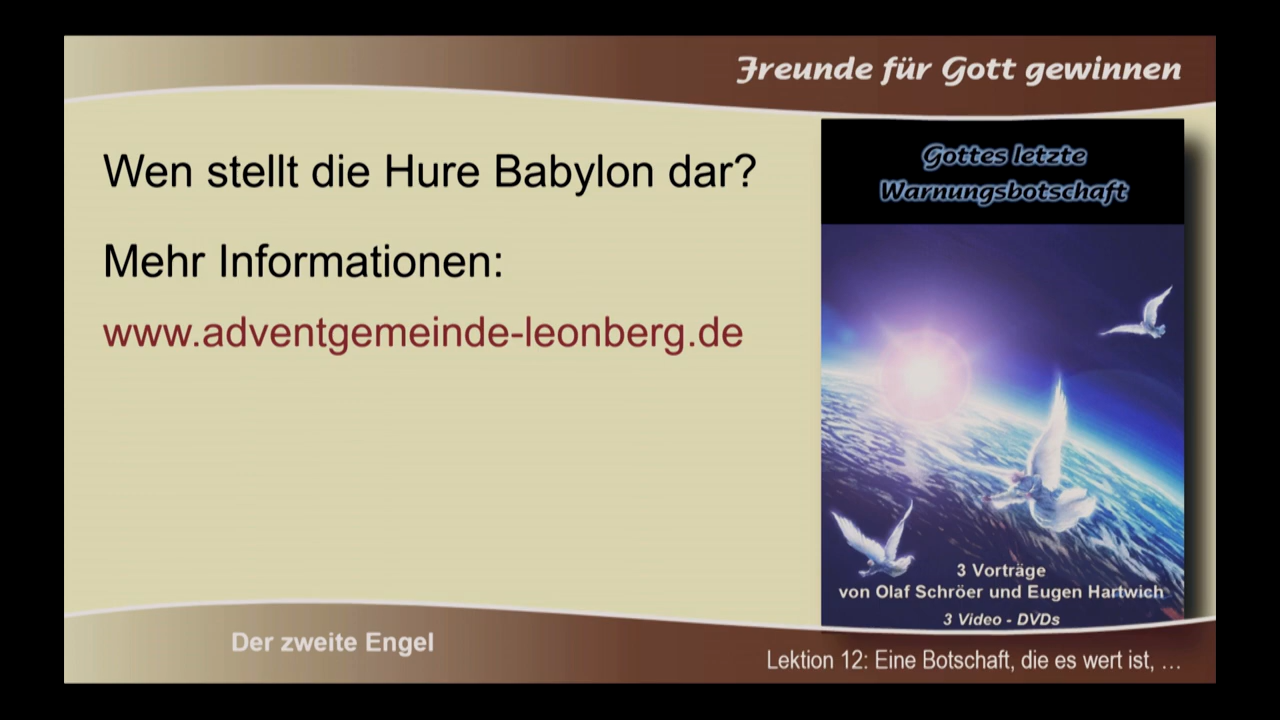 Freunde für Gott gewinnen
Wen stellt die Hure Babylon dar?
Mehr Informationen:
www.adventgemeinde-leonberg.de
Gottes letzte
Warnungsbotschaft
3 Vorträge
von Olaf Schröer und Eugen Hartwich
3 Video - DVDs
Der zweite Engel
Lektion 12: Eine Botschaft, die es wert ist, …